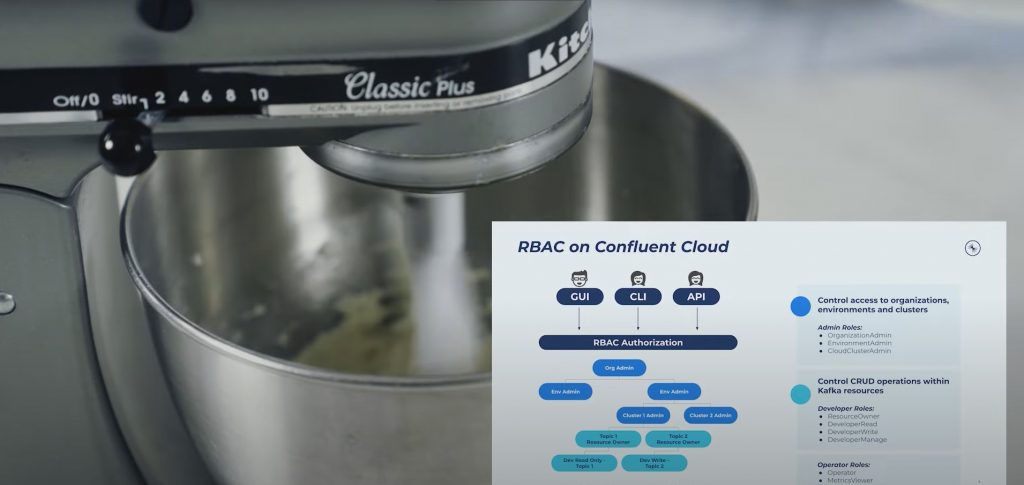 Kitc
Classic Plus
Off/0 Stir 2 4 6 8 10
CAUTION: Unplug before inserting or removing parts
RBAC on Confluent Cloud
GUI CLI API
RBAC Authorization
Org Admin
Env Admin Env Admin
Cluster 1 Admin Cluster 2 Admin
Topic 1 Resource Owner
Topic 2 Resource Owner
Dev Read Only - Topic 1
Dev Write - Topic 2
Control access to organizations,
environments and clusters
Admin Roles:
OrganizationAdmin
EnvironmentAdmin
CloudClusterAdmin
Control CRUD operations within
Kafka resources
Developer Roles:
ResourceOwner
DeveloperRead
DeveloperWrite
DeveloperManage
Operator Roles:
Operator
MetricsViewer